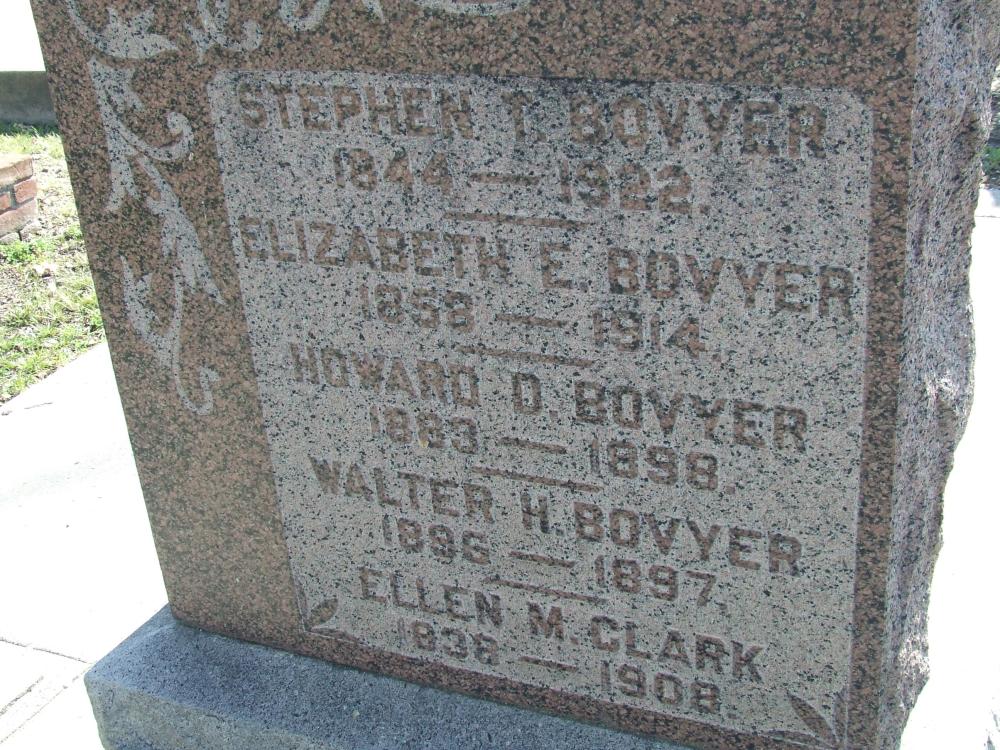 STEPHEN T. BOVYER
1844 — 1922.
ELIZABETH E. BOVYER
1858 — 1914.
HOWARD D. BOVYER
1883 — 1898.
WALTER H. BOVYER
1896 — 1897.
ELLEN M. CLARK
1838 — 1908.